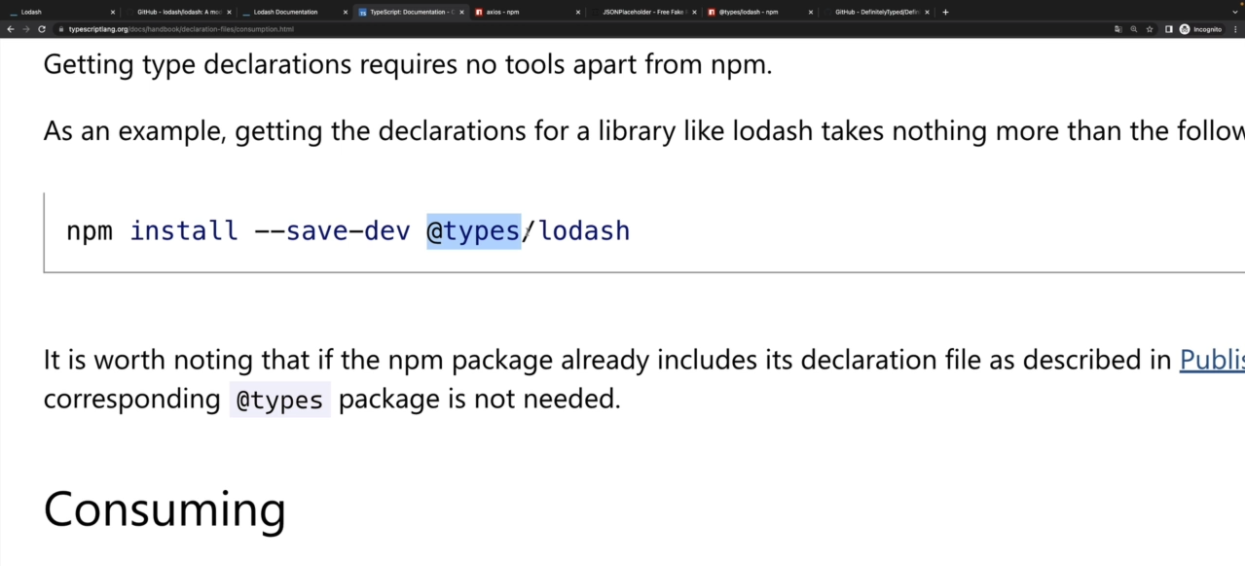 Lodash
GitHub - lodash/lodash: A mo
Lodash Documentation
TypeScript: Documentation - D
axios - npm
JSONPlaceholder - Free Fake
@types/lodash - npm
GitHub - DefinitelyTyped/Defin
typescriptlang.org/docs/handbook/declaration-files/consumption.html
Incognito
Getting type declarations requires no tools apart from npm.
As an example, getting the declarations for a library like lodash takes nothing more than the follow
npm install --save-dev @types/lodash
It is worth noting that if the npm package already includes its declaration file as described in Publis
corresponding @types package is not needed.
Consuming